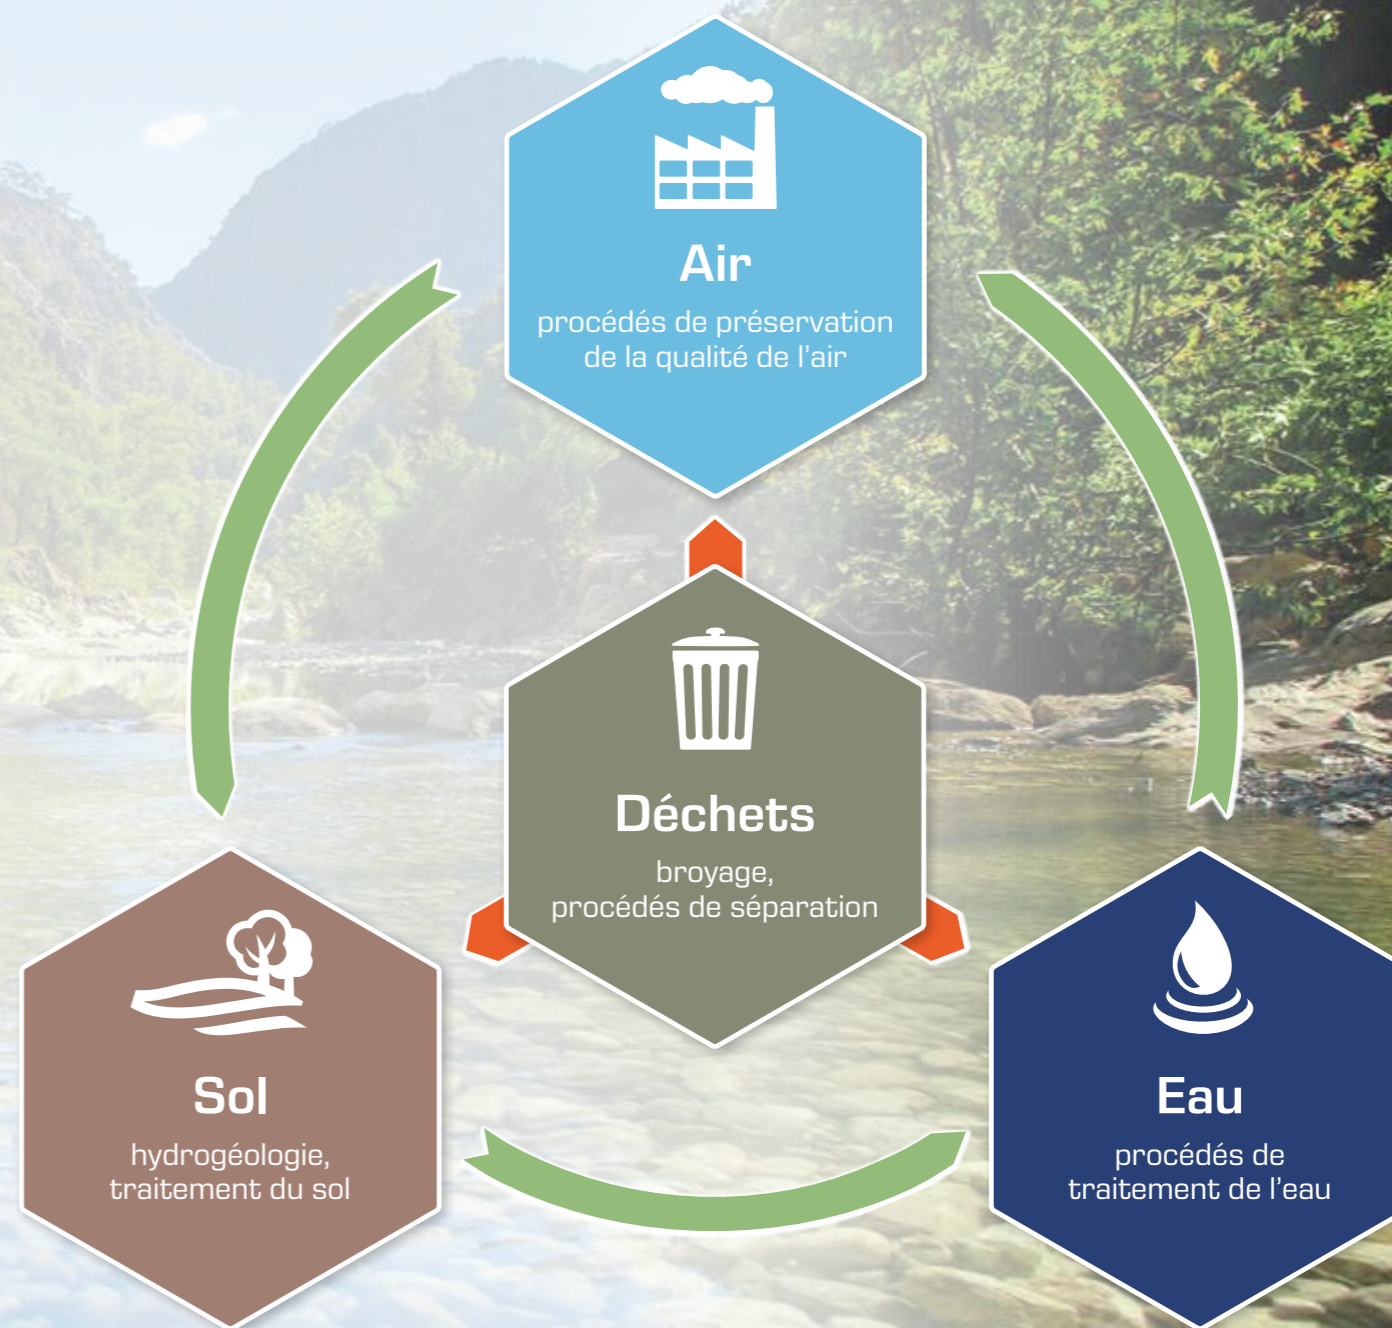 Air
procédés de préservation
de la qualité de l'air
Déchets
broyage,
procédés de séparation
Sol
hydrogéologie,
traitement du sol
Eau
procédés de
traitement de l'eau